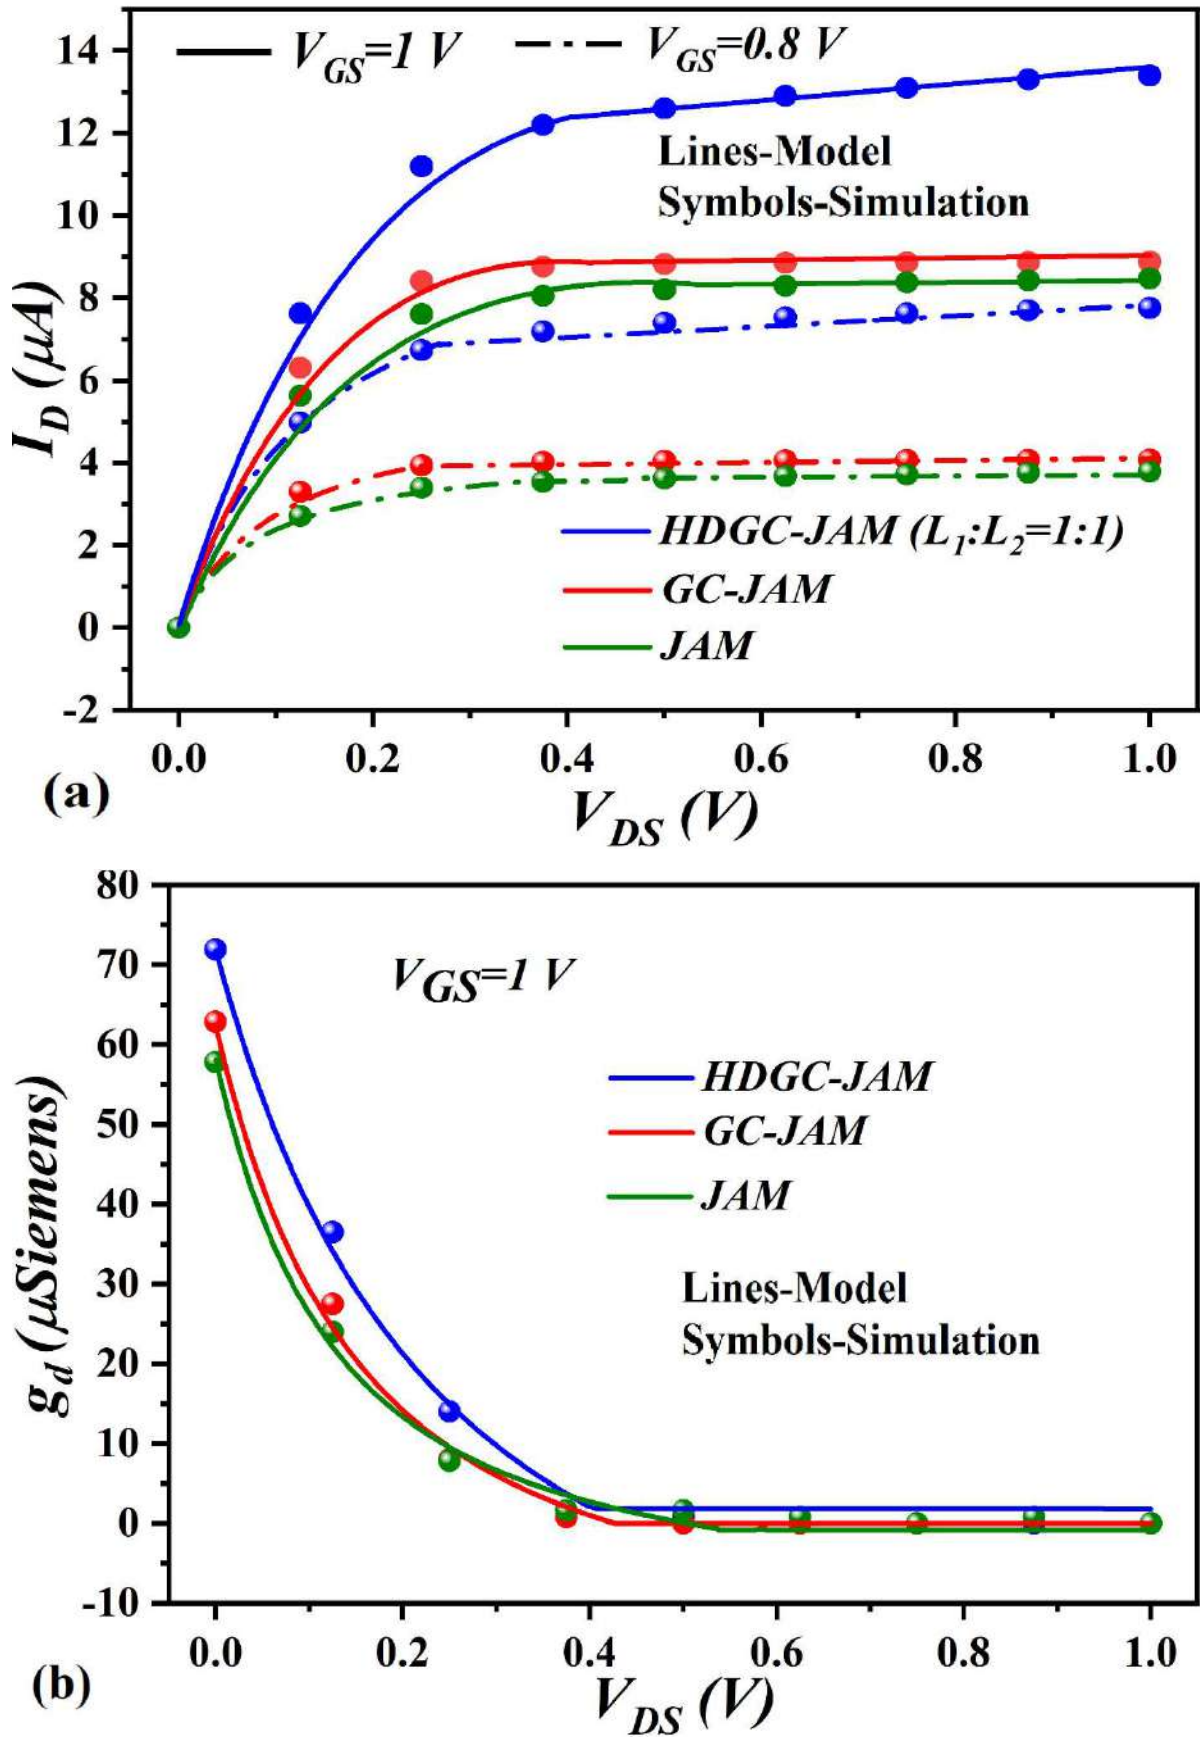 V_GS=1 V
V_GS=0.8 V
14
12
10
8
6
4
2
0
-2
I_D (μA)
Lines-Model
Symbols-Simulation
HDGC-JAM (L_1:L_2=1:1)
GC-JAM
JAM
0.0 0.2 0.4 0.6 0.8 1.0
(a)
V_DS (V)
80
70
60
50
40
30
20
10
0
-10
g_d (μSiemens)
V_GS=1 V
HDGC-JAM
GC-JAM
JAM
Lines-Model
Symbols-Simulation
0.0 0.2 0.4 0.6 0.8 1.0
(b)
V_DS (V)